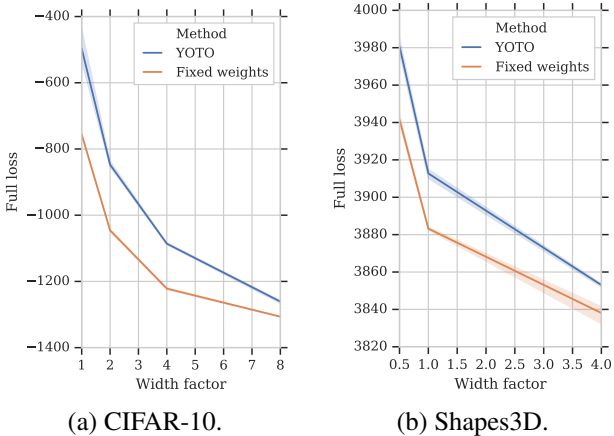 −400
−600
−800
−1000
−1200
−1400
Full loss
1 2 3 4 5 6 7 8
Width factor
Method
YOTO
Fixed weights
(a) CIFAR-10.
4000
3980
3960
3940
3920
3900
3880
3860
3840
3820
Full loss
0.5 1.0 1.5 2.0 2.5 3.0 3.5 4.0
Width factor
Method
YOTO
Fixed weights
(b) Shapes3D.